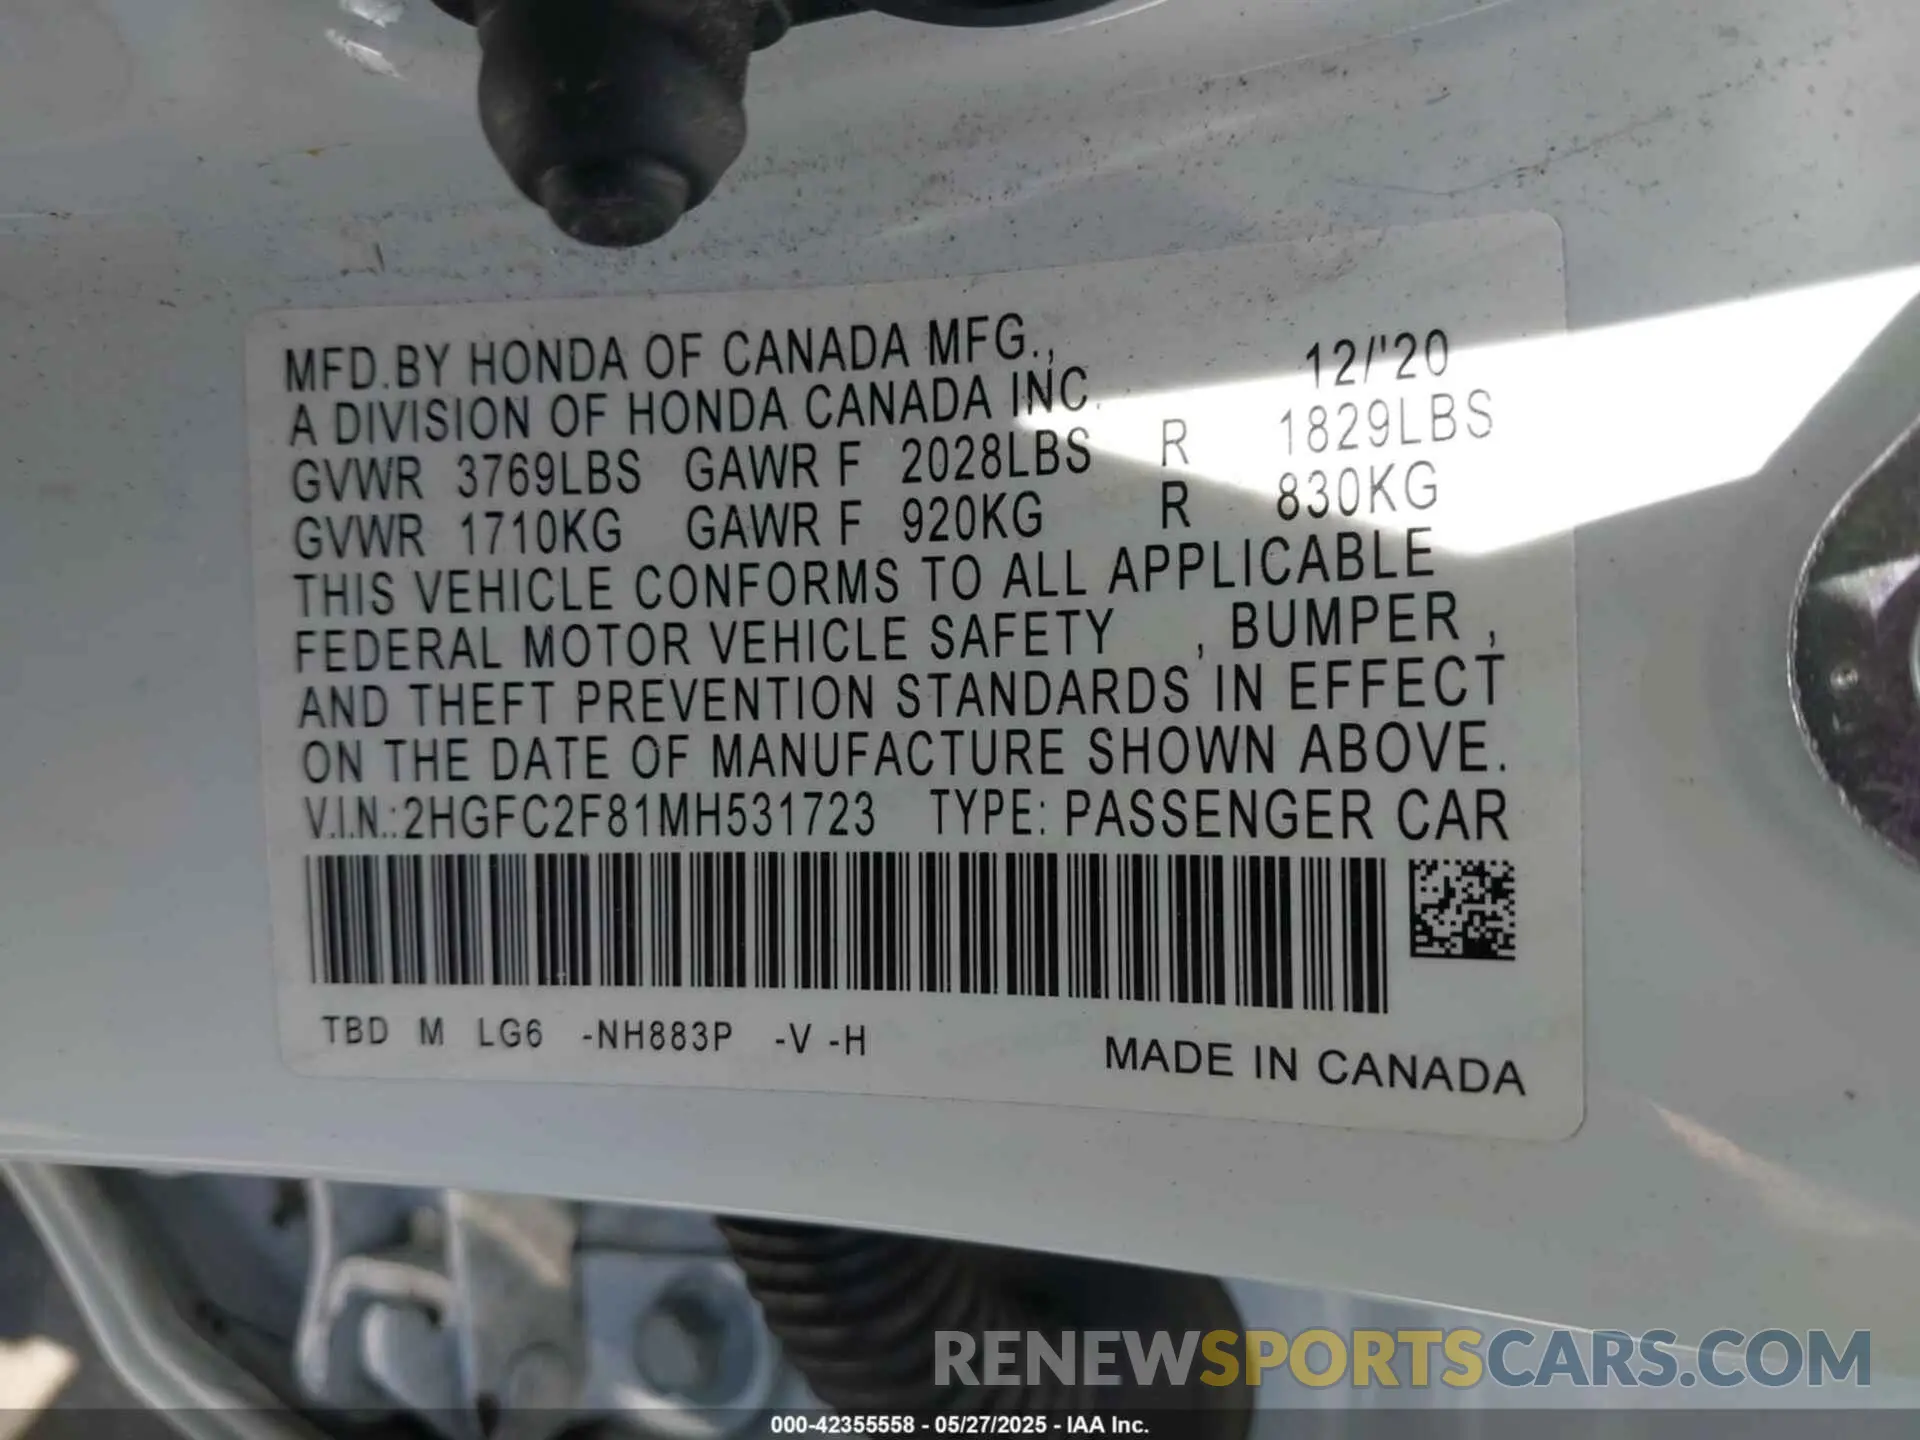 MFD.BY HONDA OF CANADA MFG., 12/'20
A DIVISION OF HONDA CANADA INC.
GVWR 3769LBS GAWR F 2028LBS R 1829LBS
GVWR 1710KG GAWR F 920KG R 830KG
THIS VEHICLE CONFORMS TO ALL APPLICABLE
FEDERAL MOTOR VEHICLE SAFETY , BUMPER ,
AND THEFT PREVENTION STANDARDS IN EFFECT
ON THE DATE OF MANUFACTURE SHOWN ABOVE.
V.I.N.:2HGFC2F81MH531723 TYPE: PASSENGER CAR
TBD M LG6 -NH883P -V -H
MADE IN CANADA
RENEWSPORTSCARS.COM
000-42355558 - 05/27/2025 - IAA Inc.